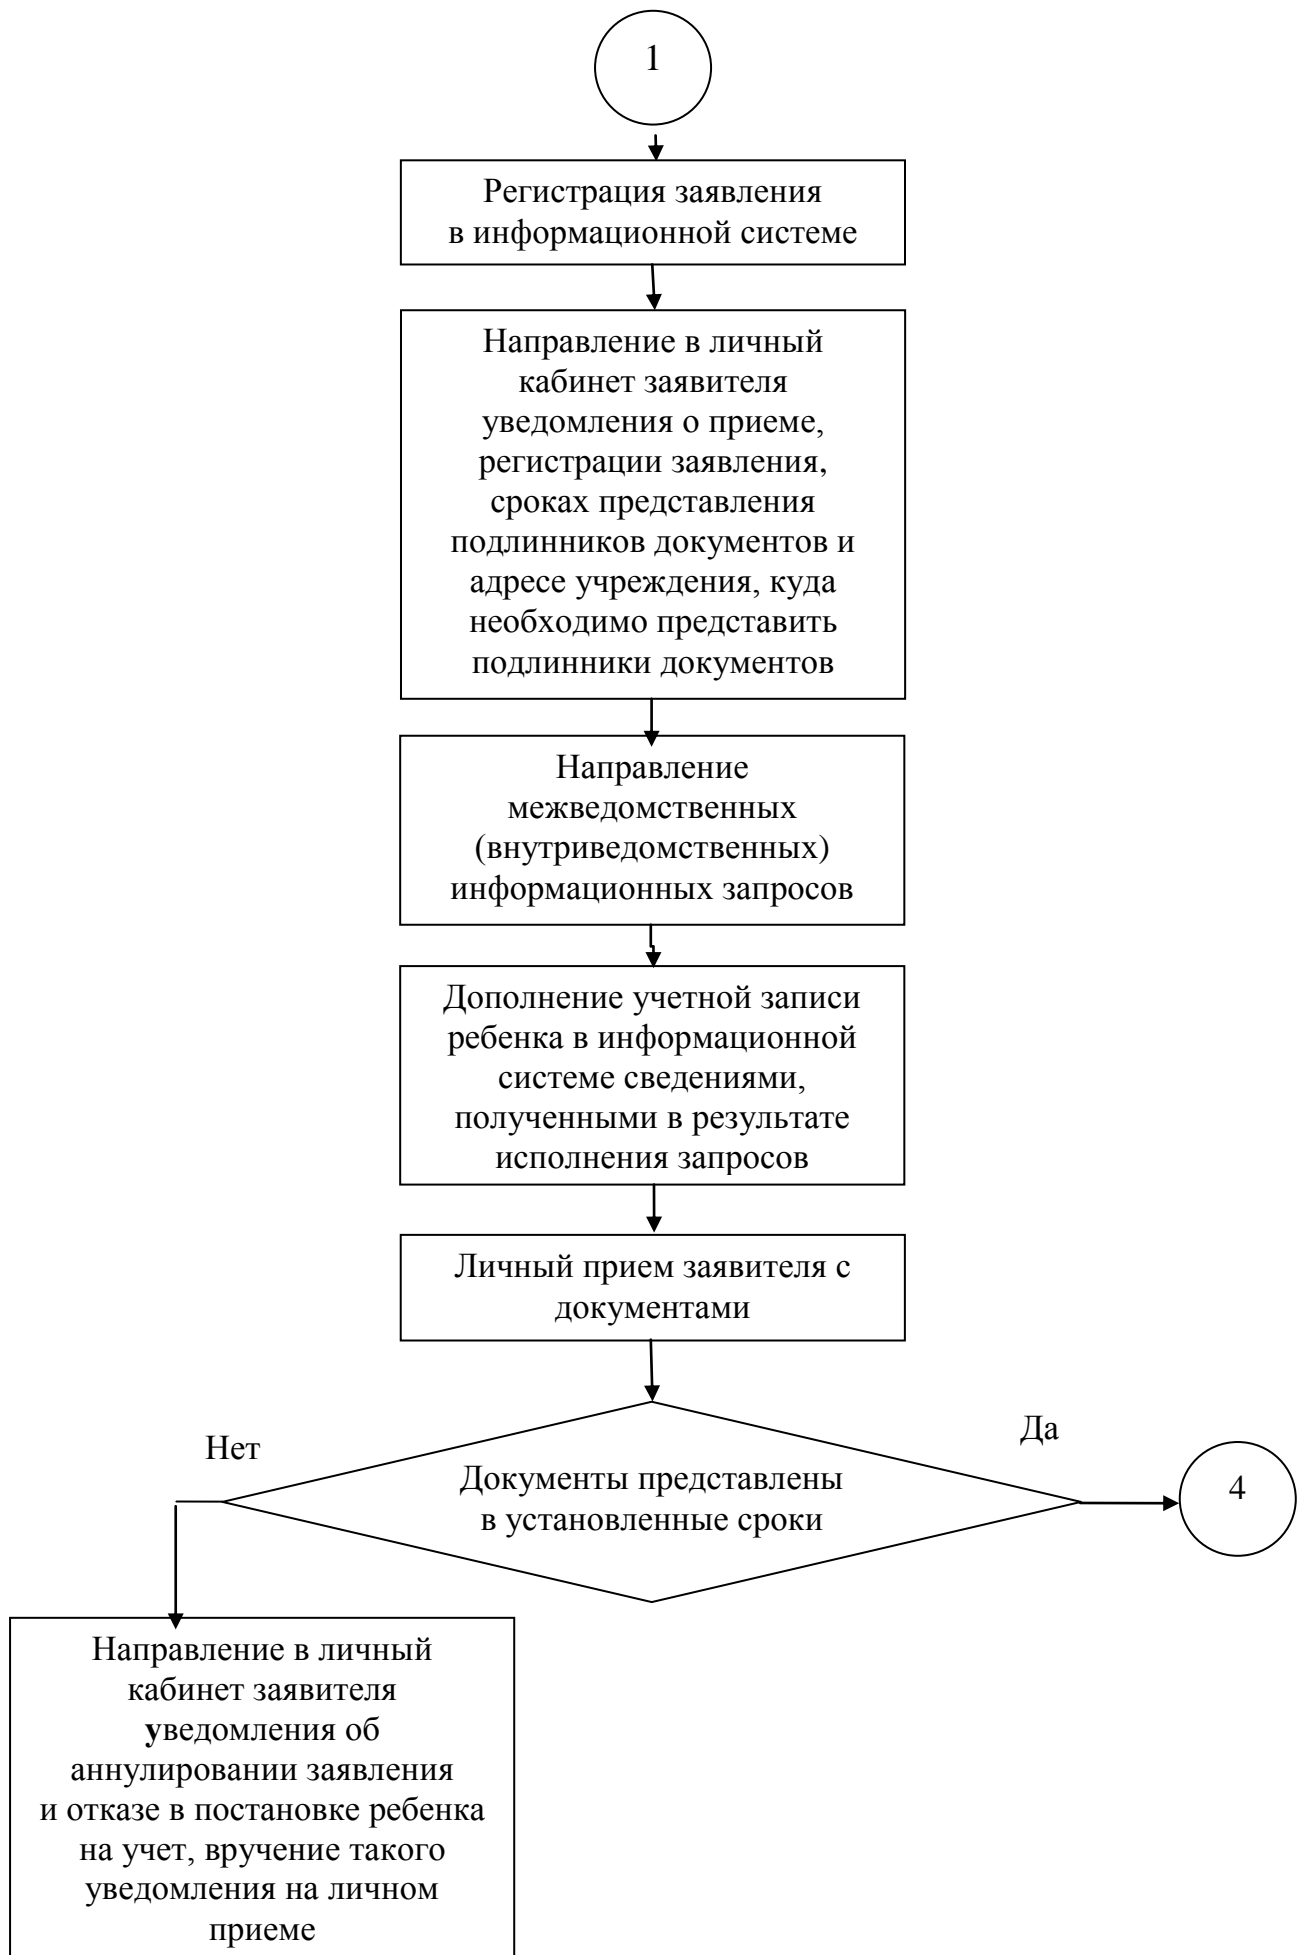 1
Регистрация заявления
в информационной системе
Направление в личный
кабинет заявителя
уведомления о приеме,
регистрации заявления,
сроках представления
подлинников документов и
адресе учреждения, куда
необходимо представить
подлинники документов
Направление
межведомственных
(внутриведомственных)
информационных запросов
Дополнение учетной записи
ребенка в информационной
системе сведениями,
полученными в результате
исполнения запросов
Личный прием заявителя с
документами
Нет
Да
Документы представлены
в установленные сроки
4
Направление в личный
кабинет заявителя
уведомления об
аннулировании заявления
и отказе в постановке ребенка
на учет, вручение такого
уведомления на личном
приеме